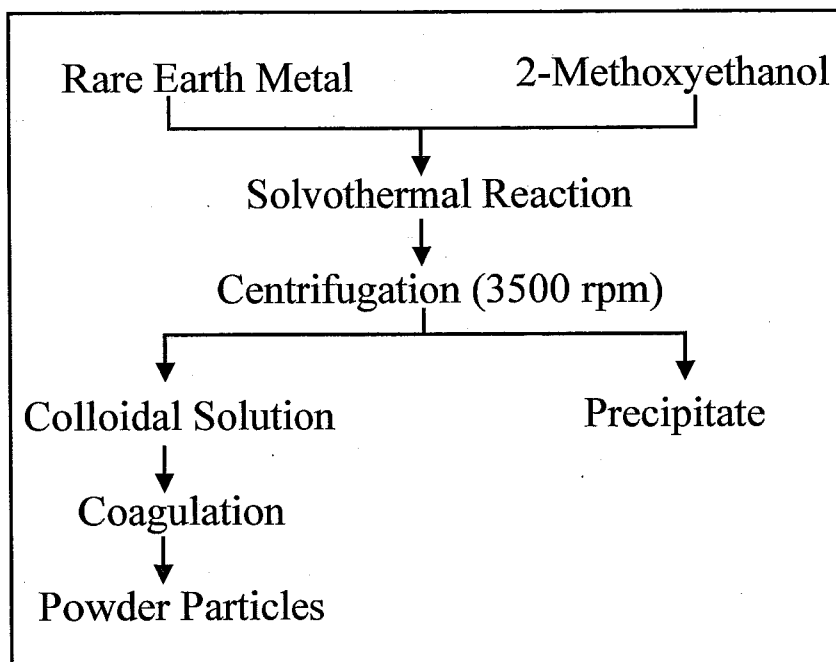 Rare Earth Metal
2-Methoxyethanol
Solvothermal Reaction
Centrifugation (3500 rpm)
Colloidal Solution
Precipitate
Coagulation
Powder Particles